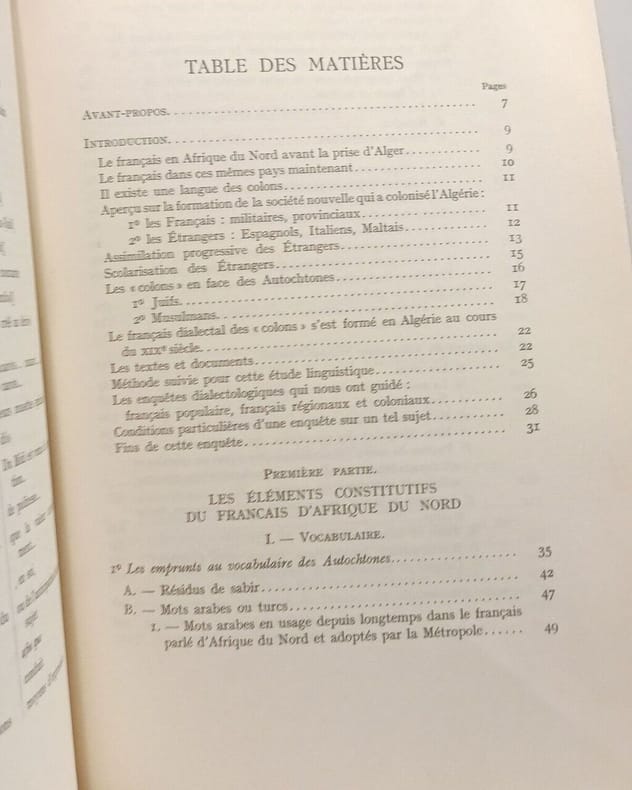 TABLE DES MATIÈRES
Pages
AVANT-PROPOS. 7
INTRODUCTION. 9
Le français en Afrique du Nord avant la prise d'Alger 9
Le français dans ces mêmes pays maintenant 10
Il existe une langue des colons 11
Aperçu sur la formation de la société nouvelle qui a colonisé l'Algérie :
1º les Français : militaires, provinciaux 11
2º les Étrangers : Espagnols, Italiens, Maltais 12
Assimilation progressive des Étrangers 13
Scolarisation des Étrangers 15
Les « colons » en face des Autochtones 16
1º Juifs 17
2º Musulmans 18
Le français dialectal des « colons » s'est formé en Algérie au cours
du XIXe siècle 22
Les textes et documents 22
Méthode suivie pour cette étude linguistique 25
Les enquêtes dialectologiques qui nous ont guidé :
français populaire, français régionaux et coloniaux 26
Conditions particulières d'une enquête sur un tel sujet 28
Fins de cette enquête 31
PREMIÈRE PARTIE.
LES ÉLÉMENTS CONSTITUTIFS
DU FRANCAIS D'AFRIQUE DU NORD
I. — VOCABULAIRE.
1º Les emprunts au vocabulaire des Autochtones 35
A. — Résidus de sabir 42
B. — Mots arabes ou turcs 47
1. — Mots arabes en usage depuis longtemps dans le français
parlé d'Afrique du Nord et adoptés par la Métropole 49